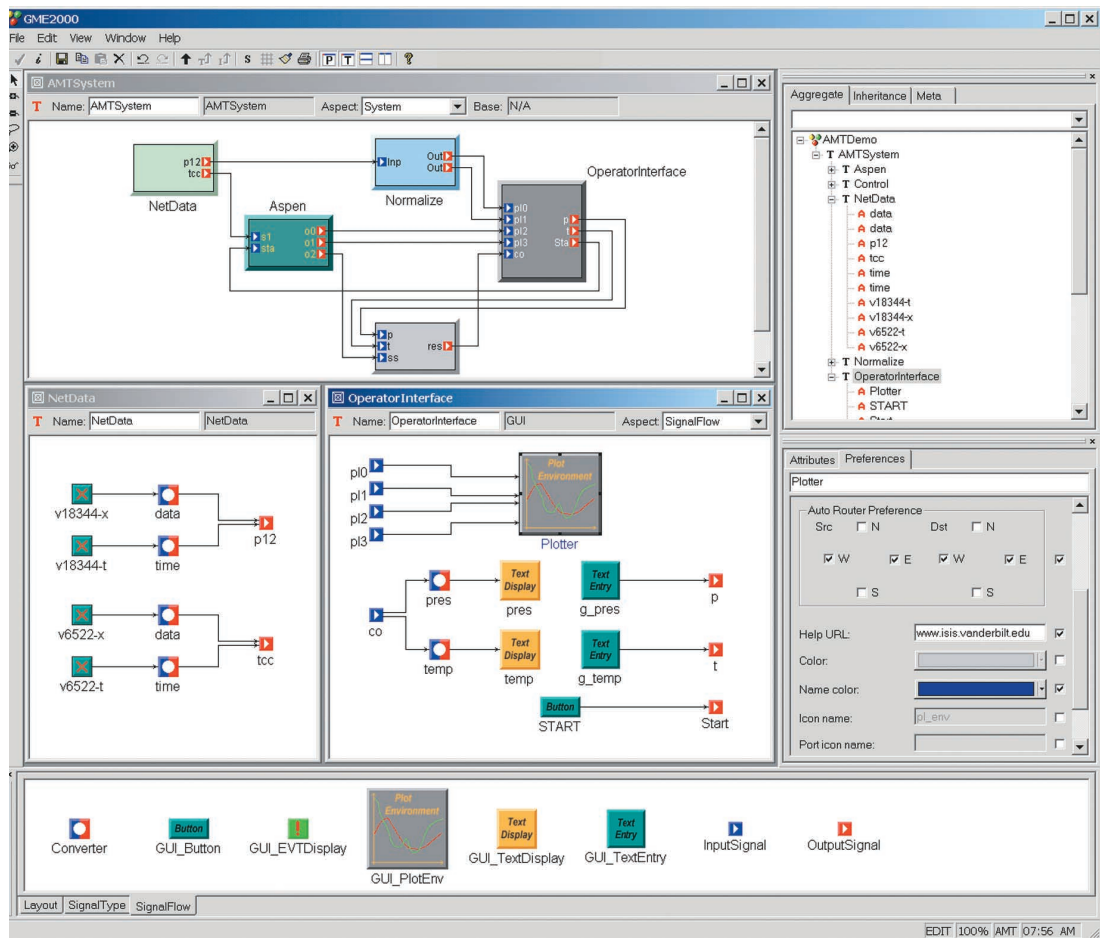 GME2000
File Edit View Window Help
AMTSystem
T Name: AMTSystem AMTSystem Aspect: System Base: N/A
p12
tcc
NetData
Inp Out
Out
Normalize
OperatorInterface
pl0
pl1 p
pl2 t
pl3 Sta
co
Aspen
s1 o0
sta o1
o2
p
t res
ss
NetData
T Name: NetData NetData
v18344-x data
p12
v18344-t time
v6522-x data
tcc
v6522-t time
OperatorInterface
T Name: OperatorInterface GUI Aspect: SignalFlow
pl0
pl1
pl2
pl3
Plot
Environment
Plotter
co
pres
Text
Display
pres
Text
Entry
g_pres
p
temp
Text
Display
temp
Text
Entry
g_temp
t
Button
START
Start
Aggregate Inheritance Meta
AMTDemo
T AMTSystem
T Aspen
T Control
T NetData
A data
A data
A p12
A tcc
A time
A time
A v18344-t
A v18344-x
A v6522-t
A v6522-x
T Normalize
T OperatorInterface
A Plotter
A START
A Start
Attributes Preferences
Plotter
Auto Router Preference
Src N Dst N
W E W E
S S
Help URL: www.isis.vanderbilt.edu
Color:
Name color:
Icon name: pl_env
Port icon name:
Converter
Button
GUI_Button
!
GUI_EVTDisplay
Plot
Environment
GUI_PlotEnv
Text
Display
GUI_TextDisplay
Text
Entry
GUI_TextEntry
InputSignal
OutputSignal
Layout SignalType SignalFlow
EDIT 100% AMT 07:56 AM